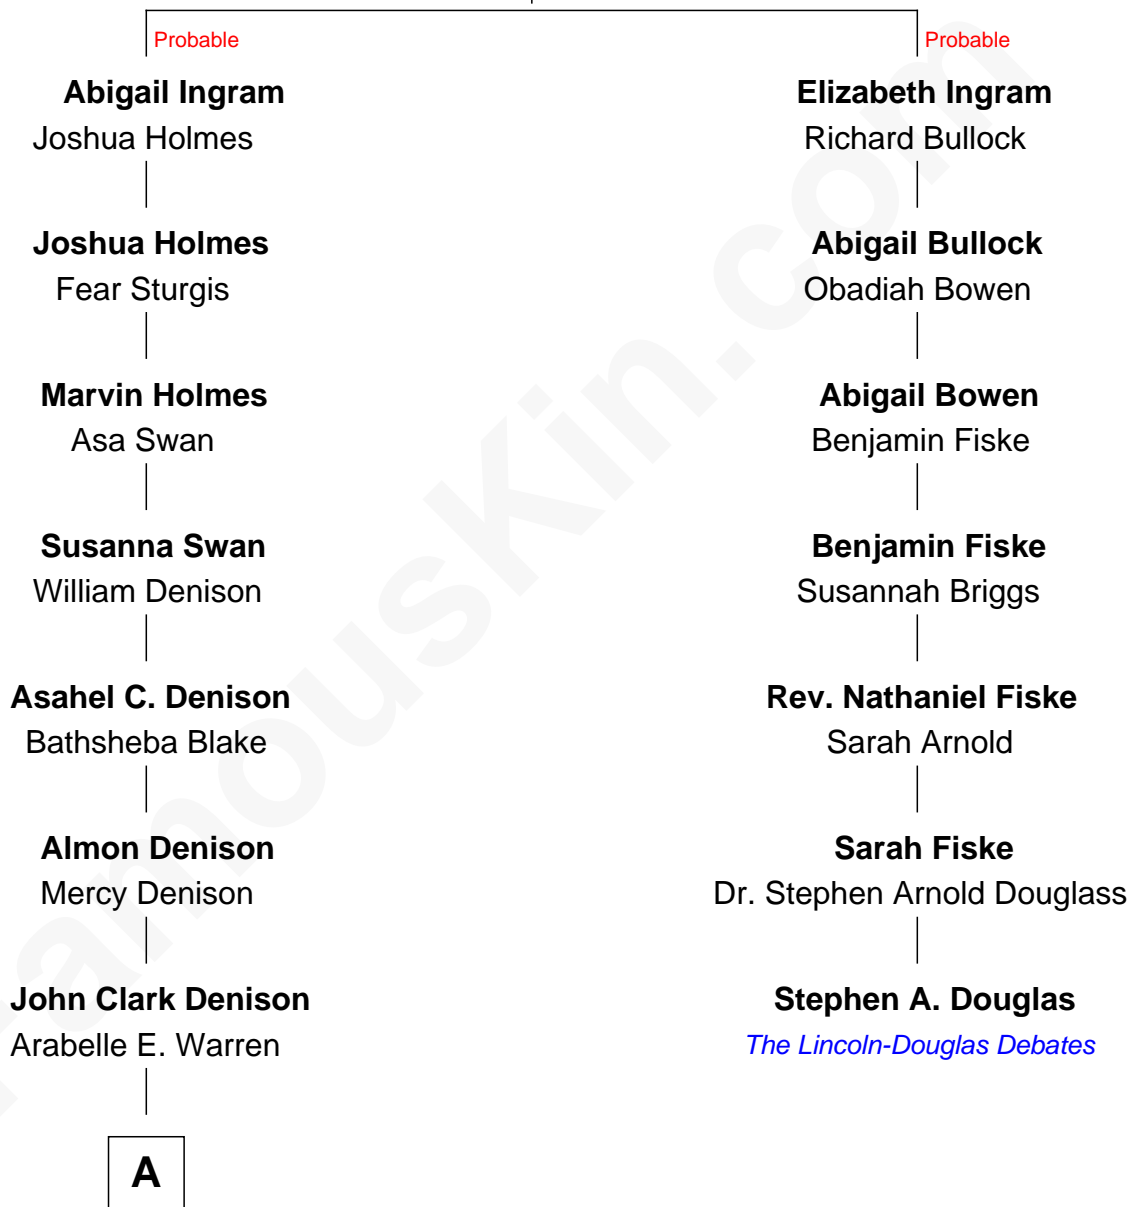 Probable
Probable
Abigail Ingram
Elizabeth Ingram
Joshua Holmes
Richard Bullock
Joshua Holmes
Abigail Bullock
Fear Sturgis
Obadiah Bowen
Marvin Holmes
Abigail Bowen
Asa Swan
Benjamin Fiske
Susanna Swan
Benjamin Fiske
William Denison
Susannah Briggs
Asahel C. Denison
Rev. Nathaniel Fiske
Bathsheba Blake
Sarah Arnold
Almon Denison
Sarah Fiske
Mercy Denison
Dr. Stephen Arnold Douglass
John Clark Denison
Stephen A. Douglas
Arabelle E. Warren
The Lincoln-Douglas Debates
A
FamousKin.com